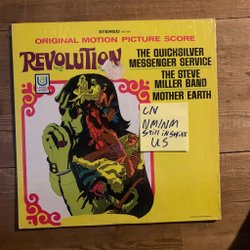 STEREO
ORIGINAL MOTION PICTURE SCORE
REVOLUTION
THE QUICKSILVER
MESSENGER SERVICE
THE STEVE
MILLER BAND
MOTHER EARTH
CN
NM/NM
Still in shrink
US